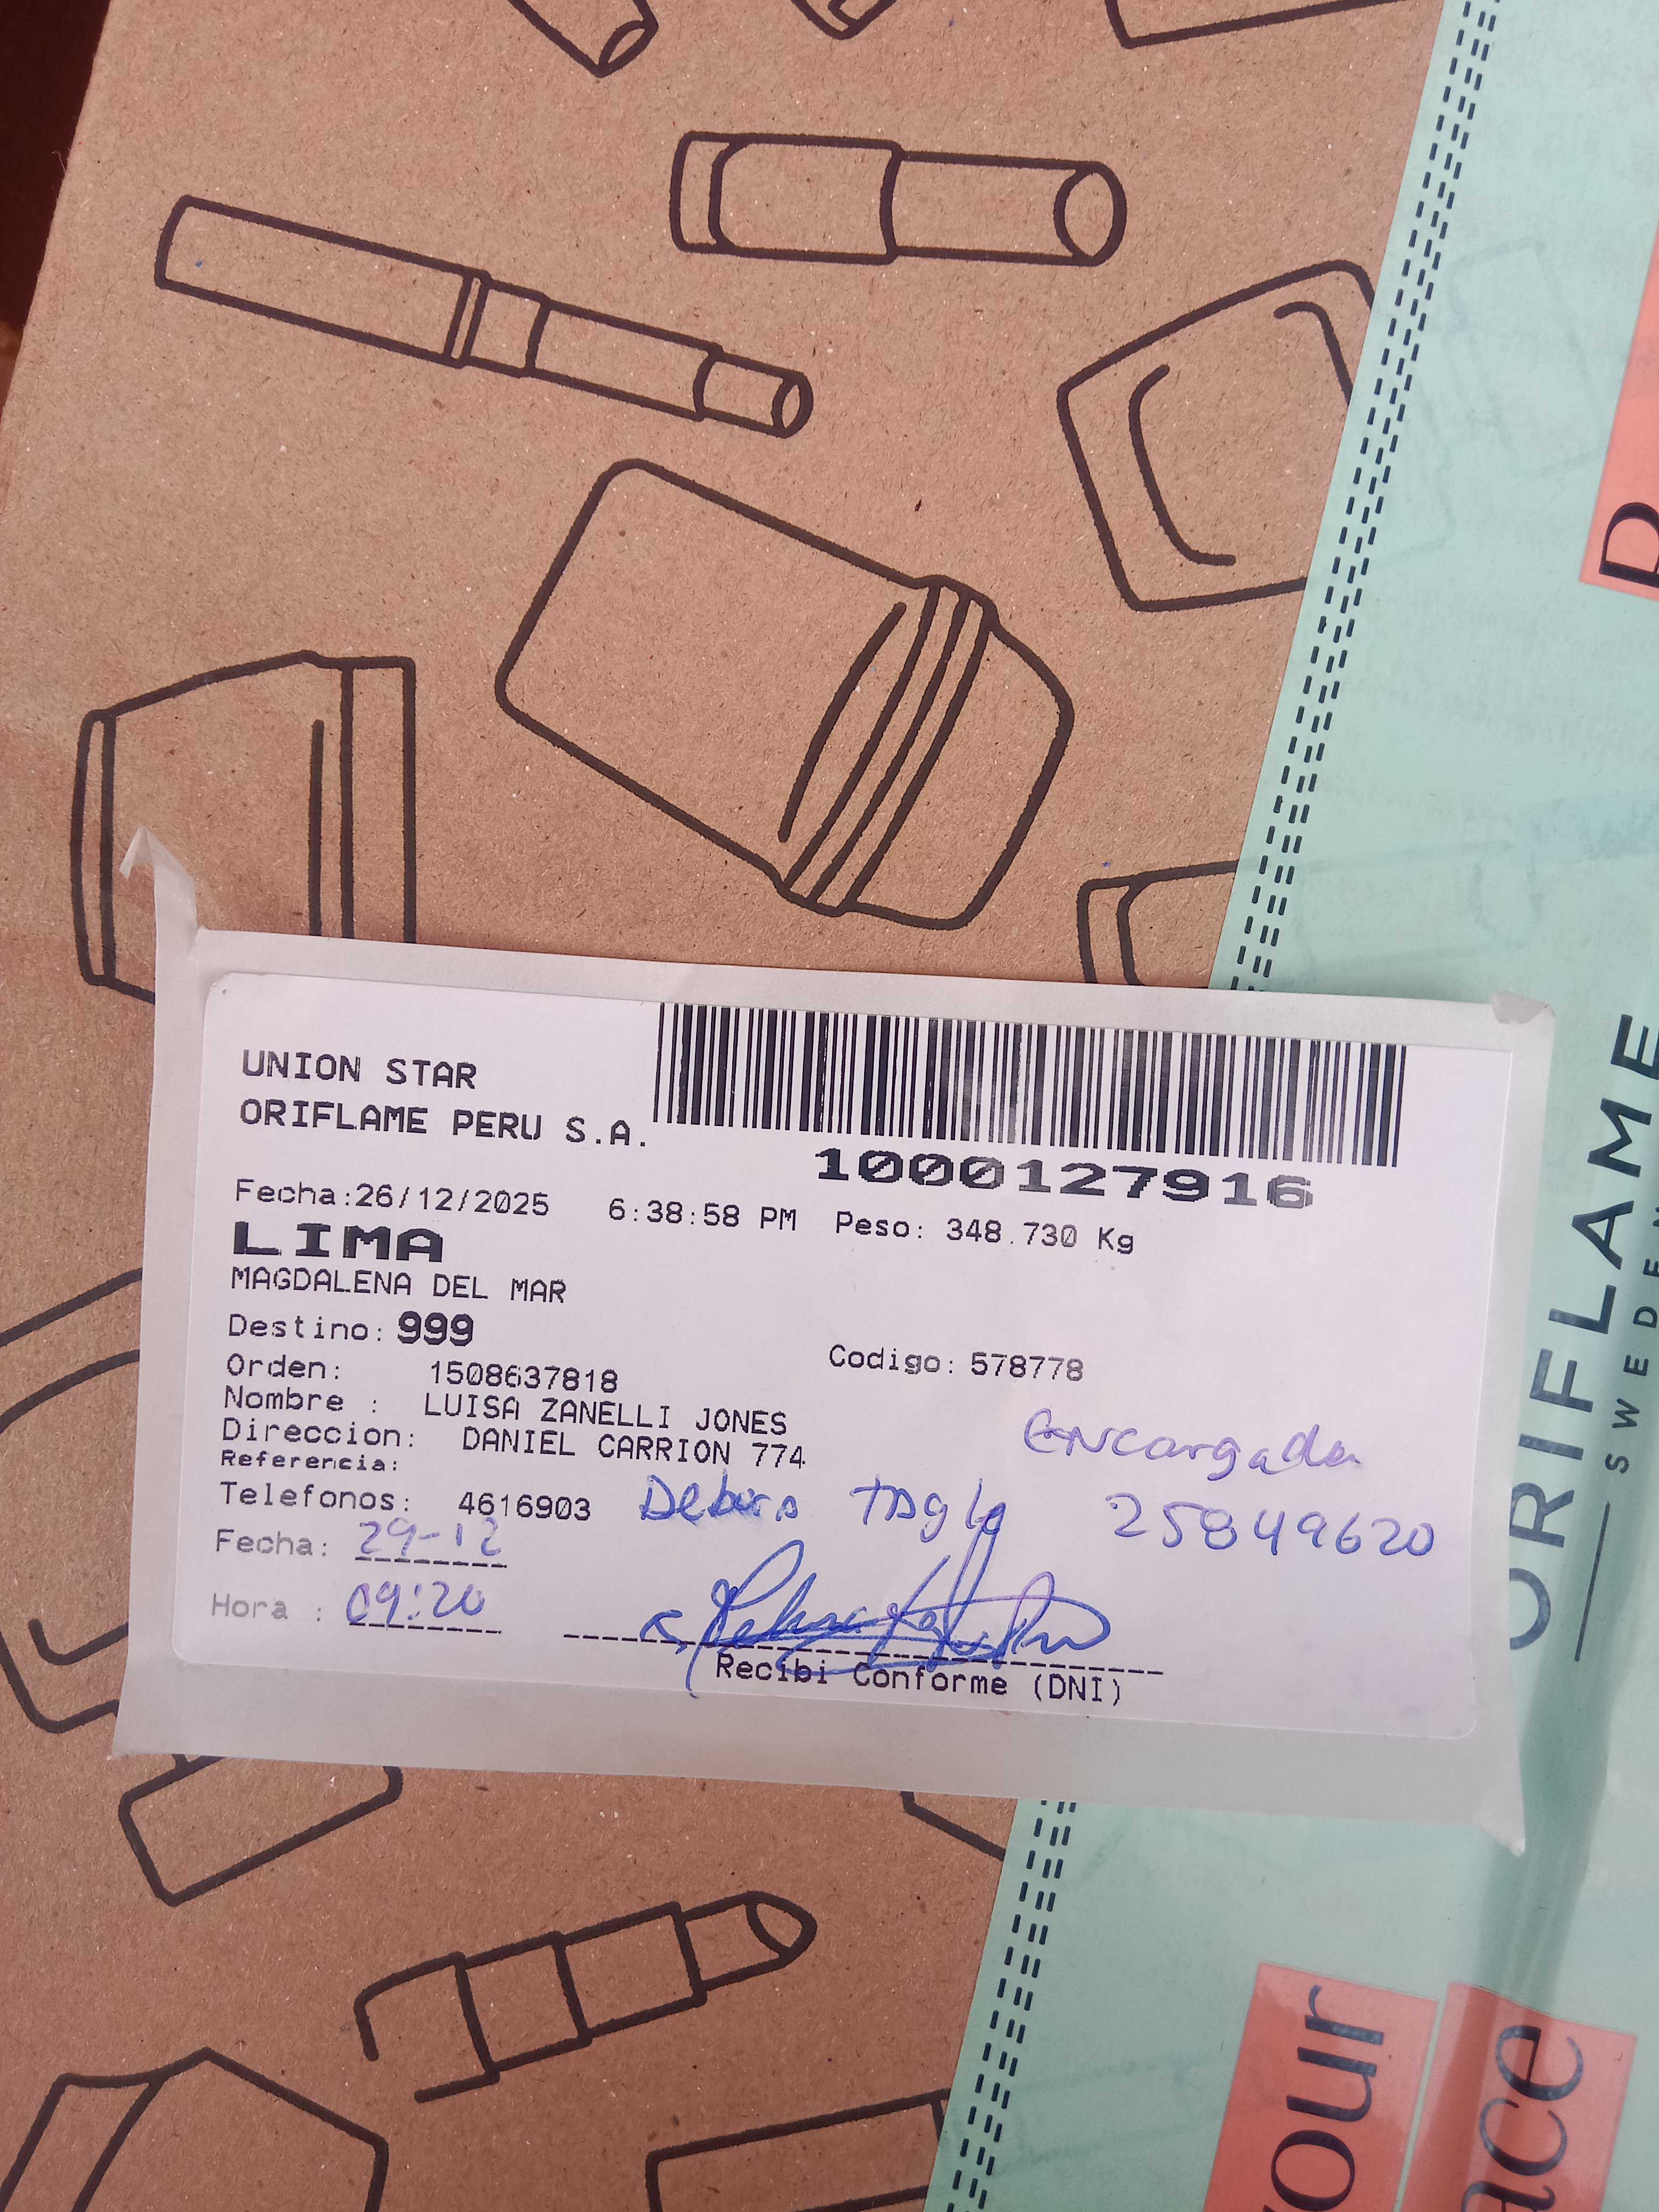 UNION STAR
ORIFLAME PERU S.A.
1000127916
Fecha:26/12/2025 6:38:58 PM Peso: 348.730 Kg
LIMA
MAGDALENA DEL MAR
Destino: 999
Codigo: 578778
Orden: 1508637818
Nombre : LUISA ZANELLI JONES
Direccion: DANIEL CARRION 774
Encargada
Referencia:
Telefonos: 4616903
Debora Tagle 25849620
Fecha: 29-12
Hora : 09:20
Recibi Conforme (DNI)
ORIFLAME
SWEDEN